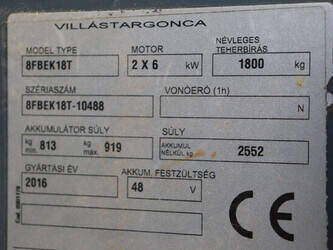 VILLÁSTARGONCA
MODEL TYPE MOTOR NÉVLEGES TEHERBÍRÁS
8FBEK18T 2 X 6 kW 1800 kg
SZÉRIASZÁM VONÓERŐ (1h)
8FBEK18T-10488 N
AKKUMULÁTOR SÚLY SÚLY
kg min. 813 kg max. 919 AKKUMUL NÉLKÜL kg 2552
GYÁRTÁSI ÉV AKKUM. FESZÜLTSÉG
2016 48 V
CE